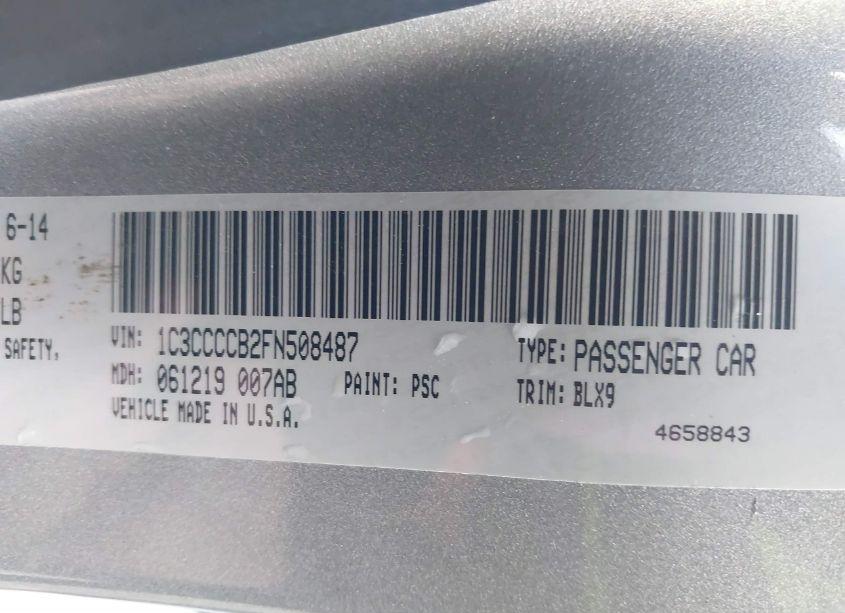 6-14
KG
LB
SAFETY,
VIN: 1C3CCCCB2FN508487
TYPE: PASSENGER CAR
MDH: 061219 007AB PAINT: PSC
TRIM: BLX9
VEHICLE MADE IN U.S.A.
4658843